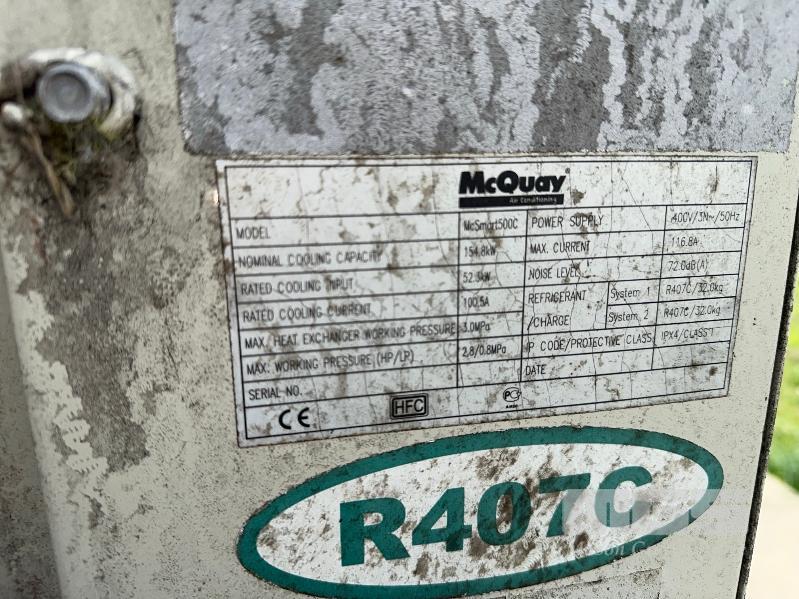 McQuay
Air Conditioning
MODEL McSmart500C
NOMINAL COOLING CAPACITY 154.8kW
RATED COOLING INPUT 52.3kW
RATED COOLING CURRENT 100.5A
MAX. HEAT EXCHANGER WORKING PRESSURE 3.0MPa
MAX. WORKING PRESSURE (HP/LP) 2.8/0.8MPa
SERIAL NO.
POWER SUPPLY 400V/3N~/50Hz
MAX. CURRENT 116.8A
NOISE LEVEL 72.0dB(A)
REFRIGERANT System 1 R407C/32.0kg
/CHARGE System 2 R407C/32.0kg
IP CODE/PROTECTIVE CLASS IPX4/CLASS 1
DATE
CE HFC
R407C